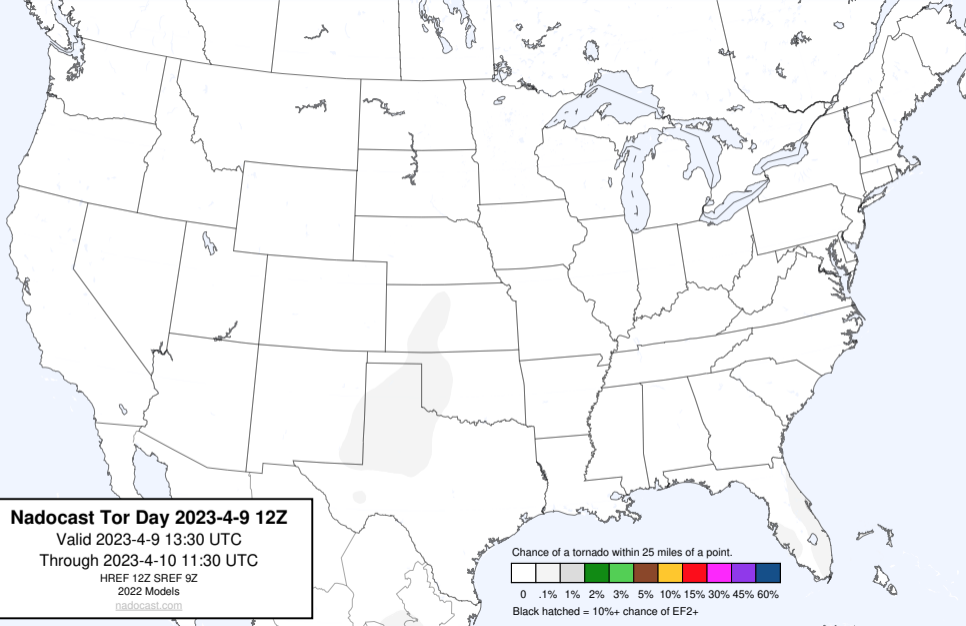 Nadocast Tor Day 2023-4-9 12Z
Valid 2023-4-9 13:30 UTC
Through 2023-4-10 11:30 UTC
HREF 12Z SREF 9Z
2022 Models
nadocast.com
Chance of a tornado within 25 miles of a point.
0 .1% 1% 2% 3% 5% 10% 15% 30% 45% 60%
Black hatched = 10%+ chance of EF2+